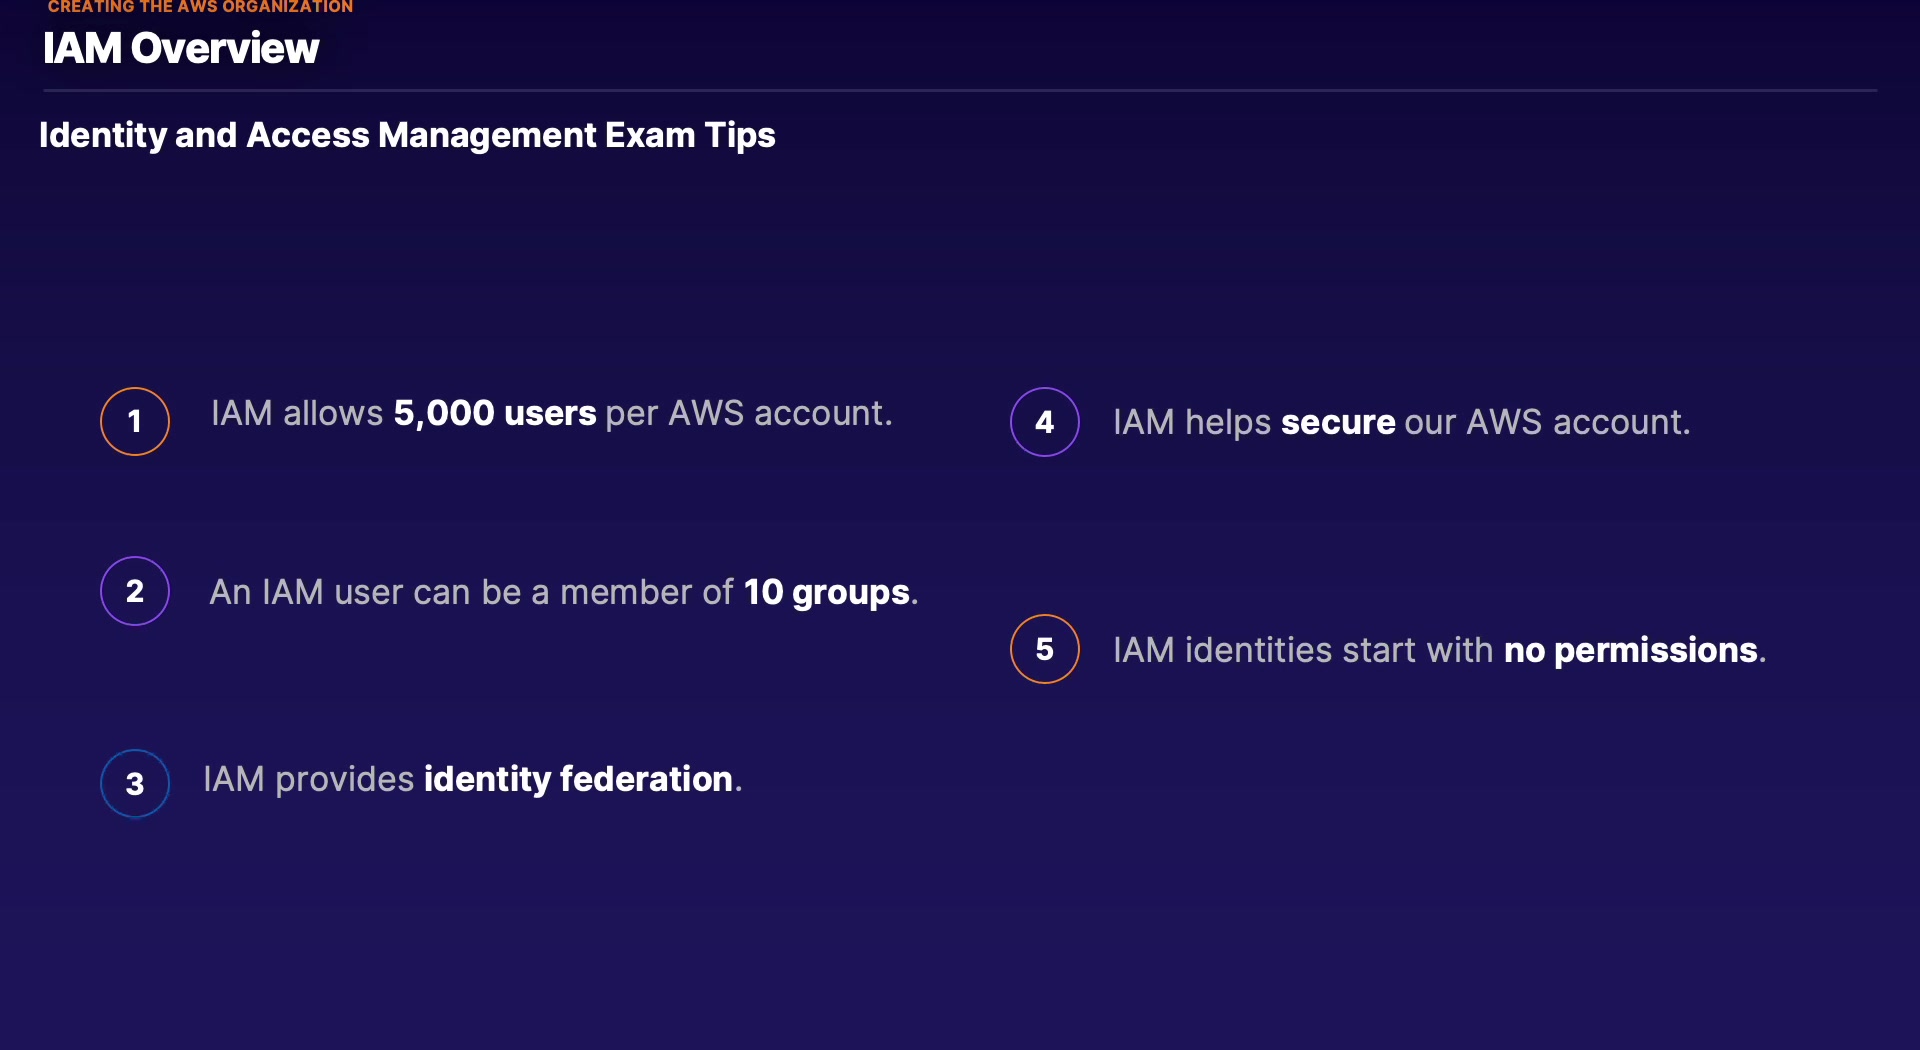 CREATING THE AWS ORGANIZATION
IAM Overview
Identity and Access Management Exam Tips
1 IAM allows 5,000 users per AWS account.
2 An IAM user can be a member of 10 groups.
3 IAM provides identity federation.
4 IAM helps secure our AWS account.
5 IAM identities start with no permissions.